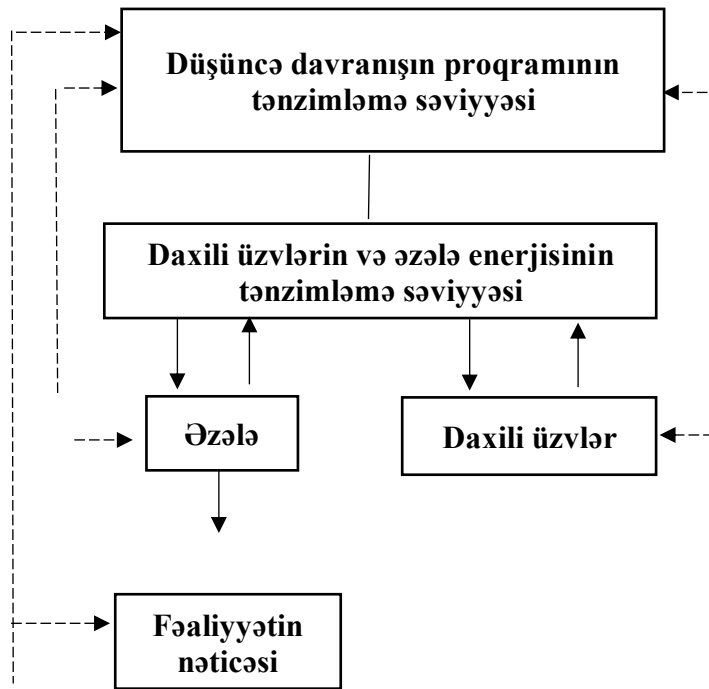 Düşüncə davranışın proqramının
tənzimləmə səviyyəsi
Daxili üzvlərin və əzələ enerjisinin
tənzimləmə səviyyəsi
Əzələ
Daxili üzvlər
Fəaliyyətin
nəticəsi